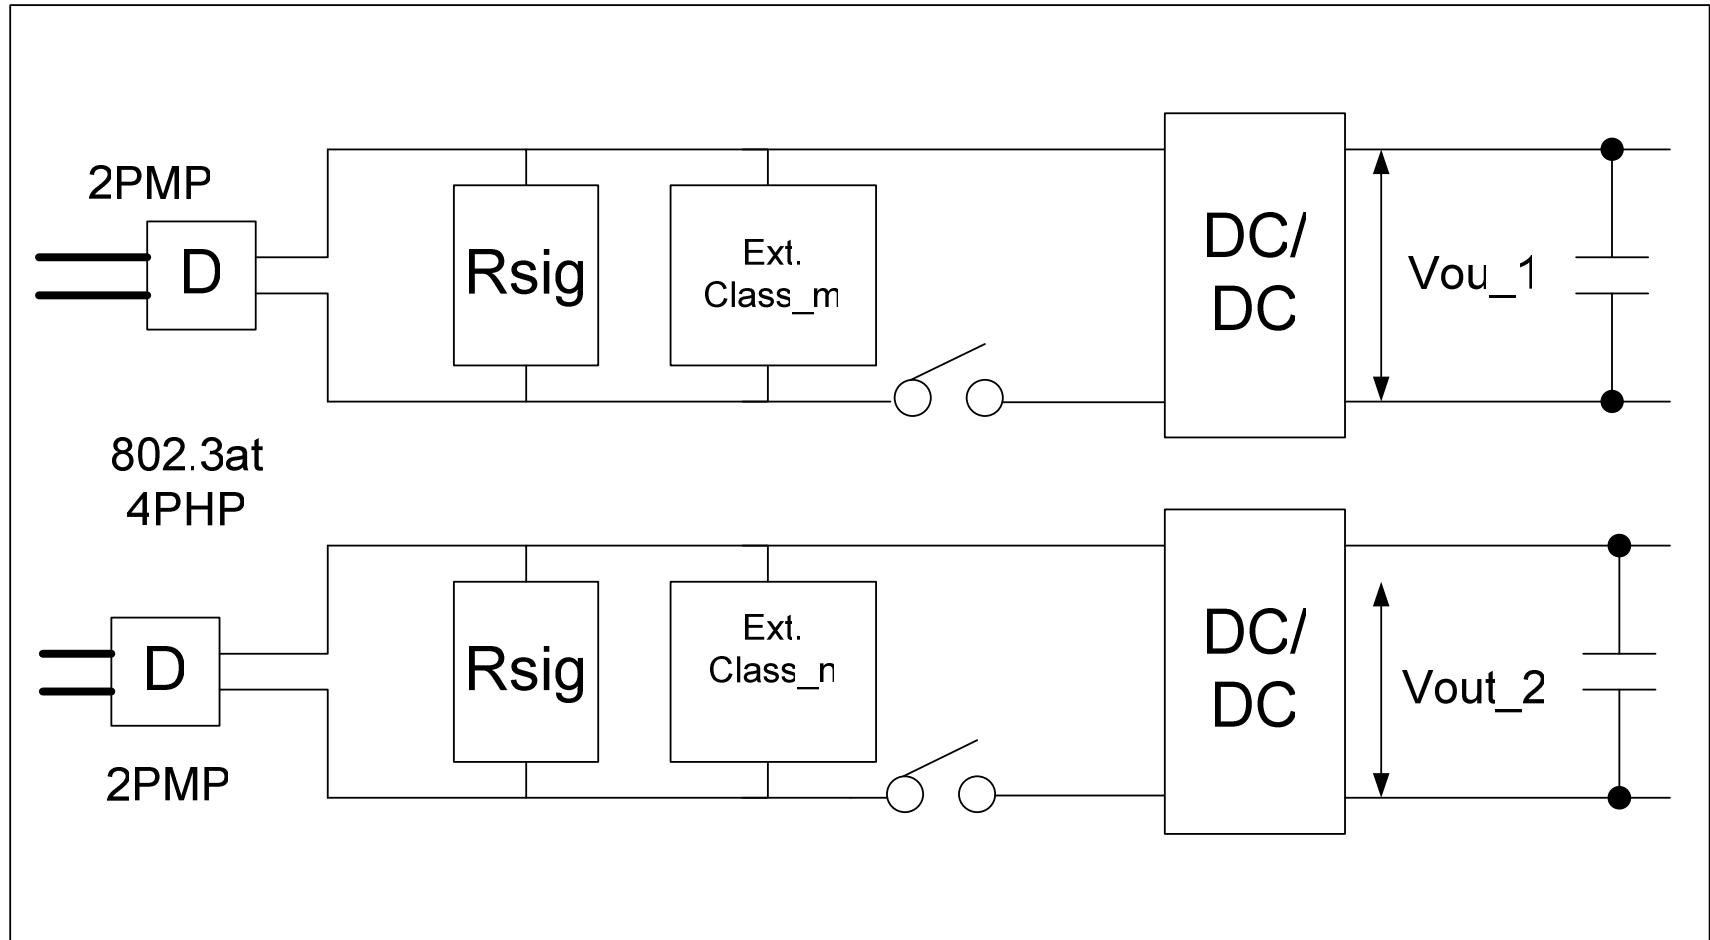 2PMP
D
Rsig
Ext.
Class_m
DC/
DC
Vou_1
802.3at
4PHP
D
2PMP
Rsig
Ext.
Class_n
DC/
DC
Vout_2